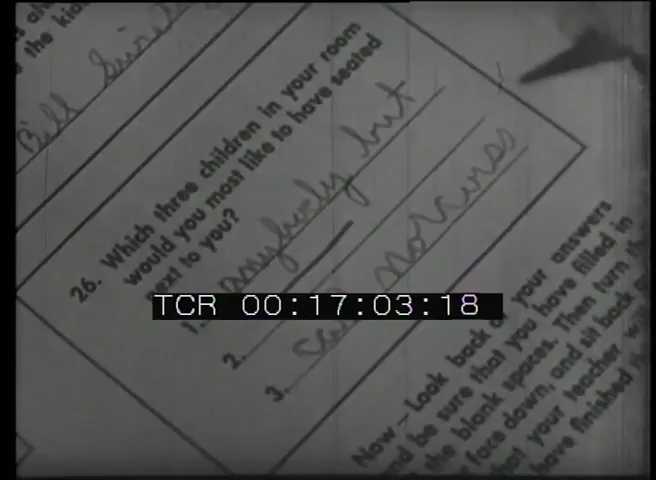 the kid
Bill
26. Which three children in your room
would you most like to have seated
next to you?
1. anybody but
2.
3. Carl
TCR 00:17:03:18
Now — Look back your answers
and be sure that you have filled in
the blank spaces. Then turn
face down, and sit back
that your teacher
have finished